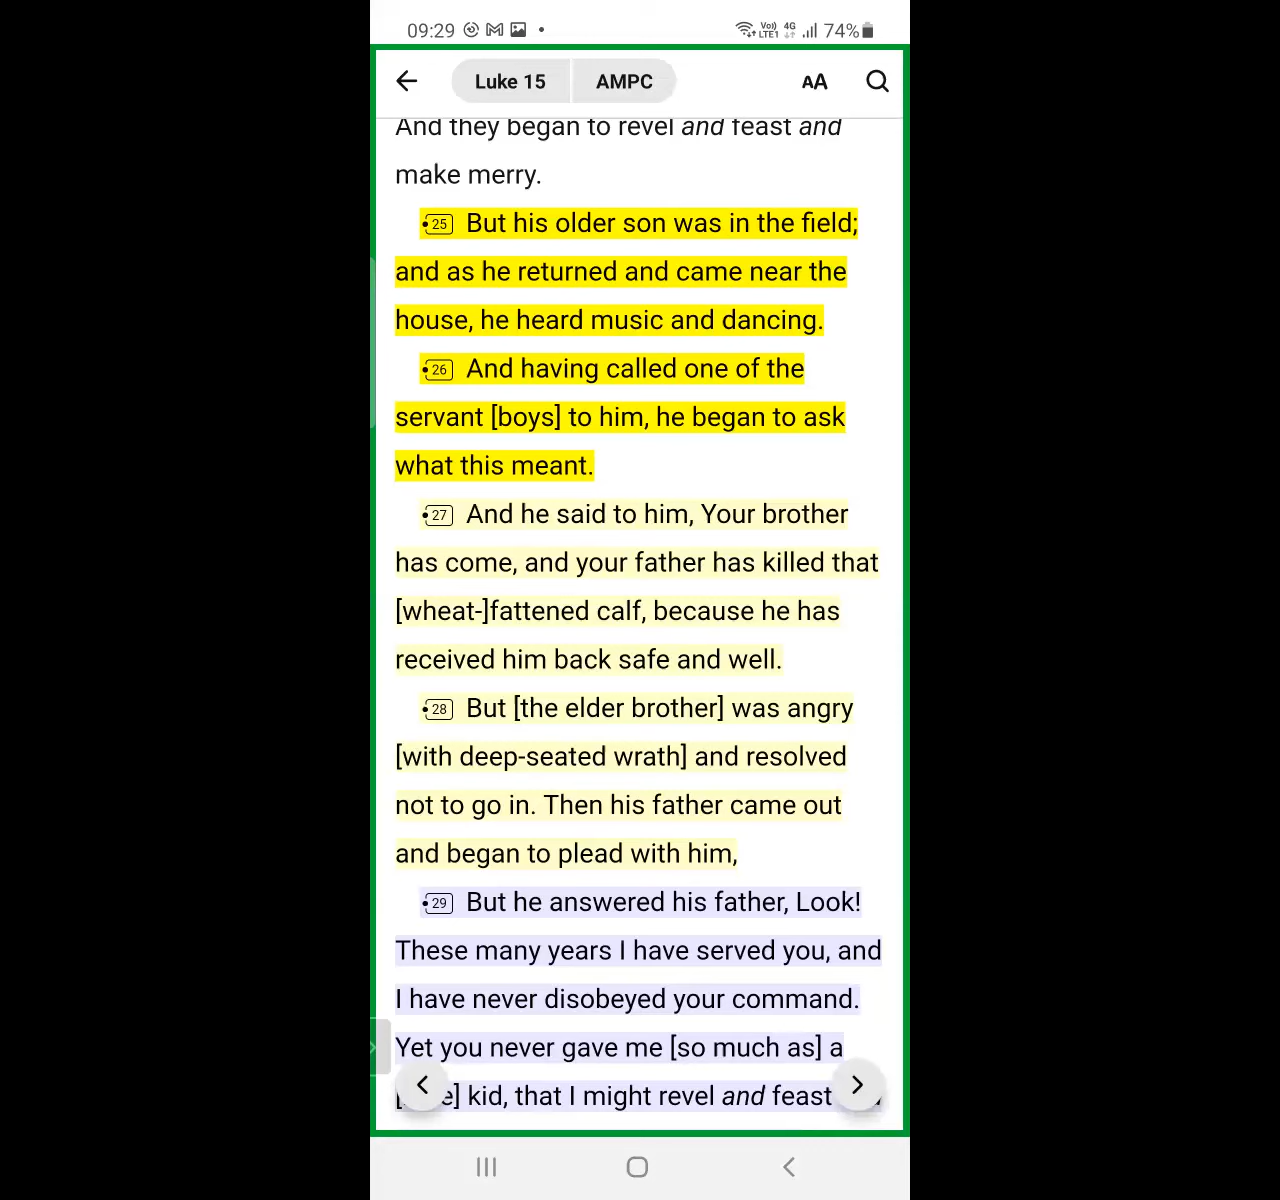 09:29 74%
Vo)) 4G
LTE1
Luke 15 AMPC AA
And they began to revel and feast and
make merry.
25 But his older son was in the field;
and as he returned and came near the
house, he heard music and dancing.
26 And having called one of the
servant [boys] to him, he began to ask
what this meant.
27 And he said to him, Your brother
has come, and your father has killed that
[wheat-]fattened calf, because he has
received him back safe and well.
28 But [the elder brother] was angry
[with deep-seated wrath] and resolved
not to go in. Then his father came out
and began to plead with him,
29 But he answered his father, Look!
These many years I have served you, and
I have never disobeyed your command.
Yet you never gave me [so much as] a
kid, that I might revel and feast